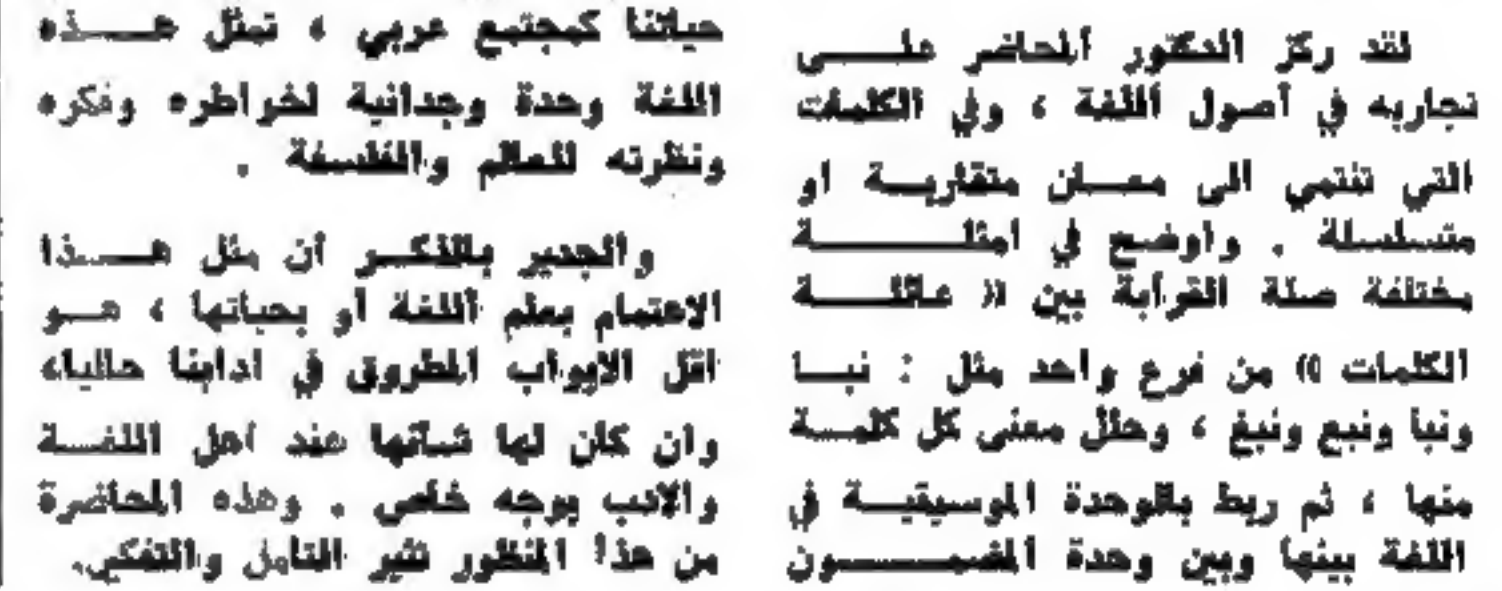 لقد ركز الدكتور المحاضر على
تجاربه في أصول اللغة ، وفي الكلمات
التي تنتمي الى معان متقاربة او
متسلسلة . واوضح في امثلة
مختلفة صلة القرابة بين « عائلة
الكلمات » من فرع واحد مثل : نبا
ونبأ ونبع ونبغ ، وحلل معنى كل كلمة
منها ، ثم ربط بالوحدة الموسيقية في
اللغة بينها وبين وحدة المضمون
حياتنا كمجتمع عربي ، تمثل هذه
اللغة وحدة وجدانية لخواطره وفكره
ونظرته للعالم والفلسفة .
والجدير بالذكر أن مثل هذا
الاهتمام بعلم اللغة أو بحياتها ، هو
اقل الابواب المطروق في ادابنا حاليا،
وان كان لها شأنها عند أهل اللغة
والادب بوجه خاص . وهذه المحاضرة
من هذا المنظور تثير التأمل والتفكير.